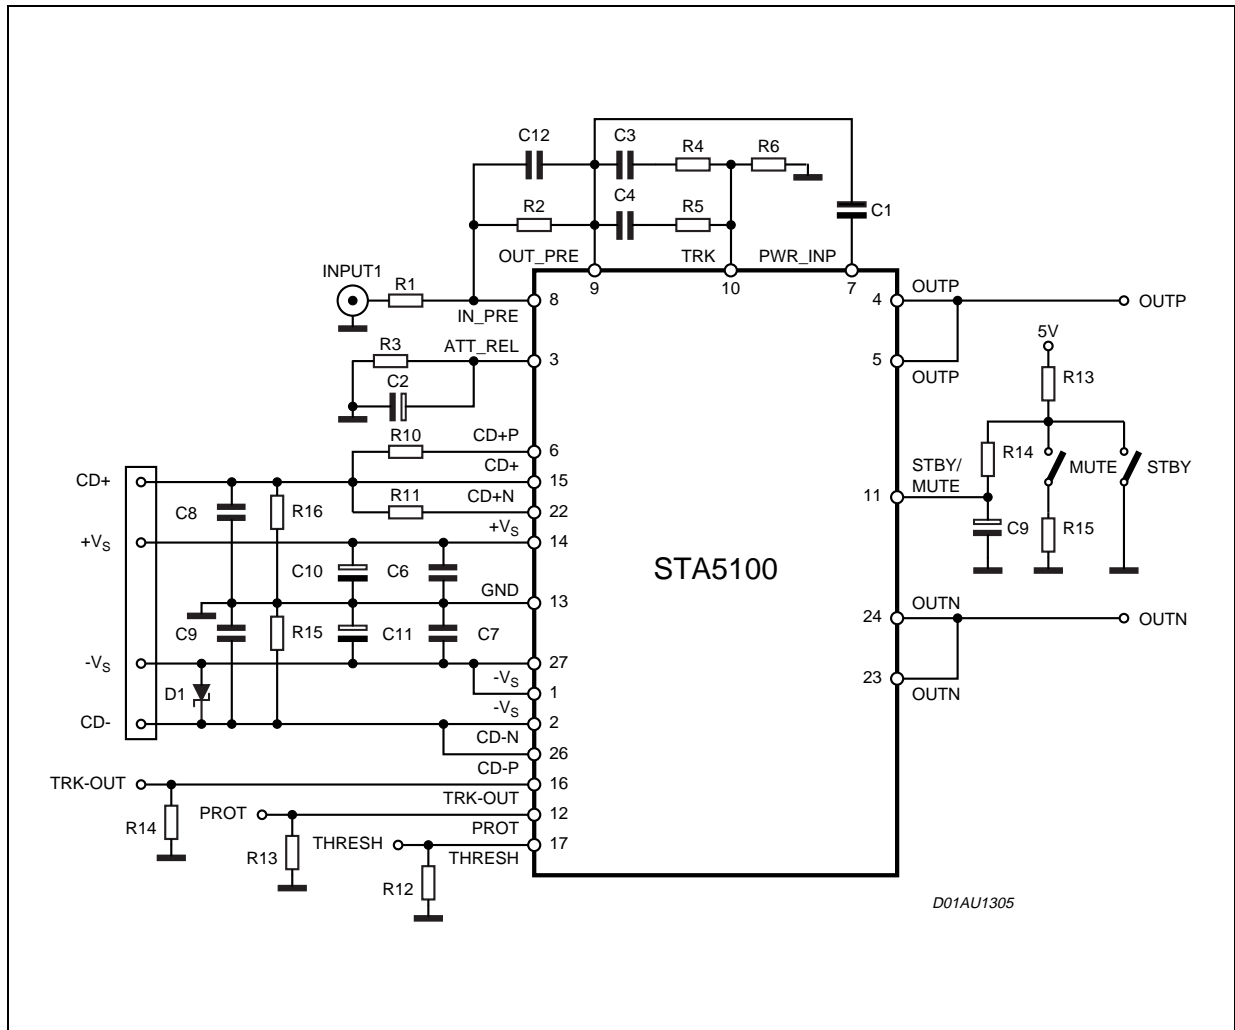 C12
C3
R4
R6
R2
C4
R5
C1
OUT_PRE
TRK
PWR_INP
INPUT1
R1
9
10
7
8
IN_PRE
4
OUTP
OUTP
R3
ATT_REL
3
C2
5
OUTP
5V
R13
R10
CD+P
6
CD+
CD+
15
R11
CD+N
22
C8
R16
+VS
+VS
14
C10
C6
GND
13
C9
R15
C11
C7
-VS
27
-VS
1
D1
-VS
CD-
2
CD-N
26
CD-P
TRK-OUT
16
TRK-OUT
R14
PROT
12
PROT
R13
THRESH
17
THRESH
R12
STA5100
R14
MUTE
STBY
STBY/
MUTE
11
C9
R15
24
OUTN
OUTN
23
OUTN
D01AU1305